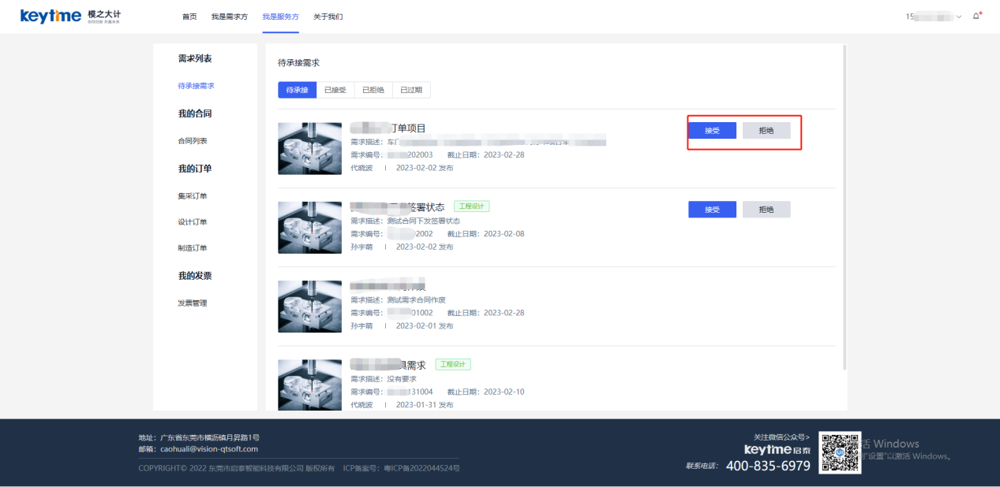 keytime 模之大计
首页 我是需求方 我是服务方 关于我们
15
需求列表
待承接需求
我的合同
合同列表
我的订单
集采订单
设计订单
制造订单
我的发票
发票管理
待承接需求
待承接 已接受 已拒绝 已过期
订单项目
需求描述：车门
需求编号： 202003 截止日期：2023-02-28
代晓波 | 2023-02-02 发布
接受 拒绝
签署状态 工程设计
需求描述：测试合同下发签署状态
需求编号： 2002 截止日期：2023-02-08
孙宇萌 | 2023-02-02 发布
接受 拒绝
需求描述：测试需求合同作废
需求编号： 01002 截止日期：2023-02-28
孙宇萌 | 2023-02-01 发布
具需求 工程设计
需求描述：没有要求
需求编号： 131004 截止日期：2023-02-10
代晓波 | 2023-01-31 发布
地址：广东省东莞市横沥镇月昇路1号
邮箱：caohuali@vision-qtsoft.com
COPYRIGHT© 2022 东莞市启泰智能科技有限公司 版权所有 ICP备案号：粤ICP备2022044524号
关注微信公众号>
keytime 启泰
联系电话： 400-835-6979
活 Windows
"设置"以激活 Windows。